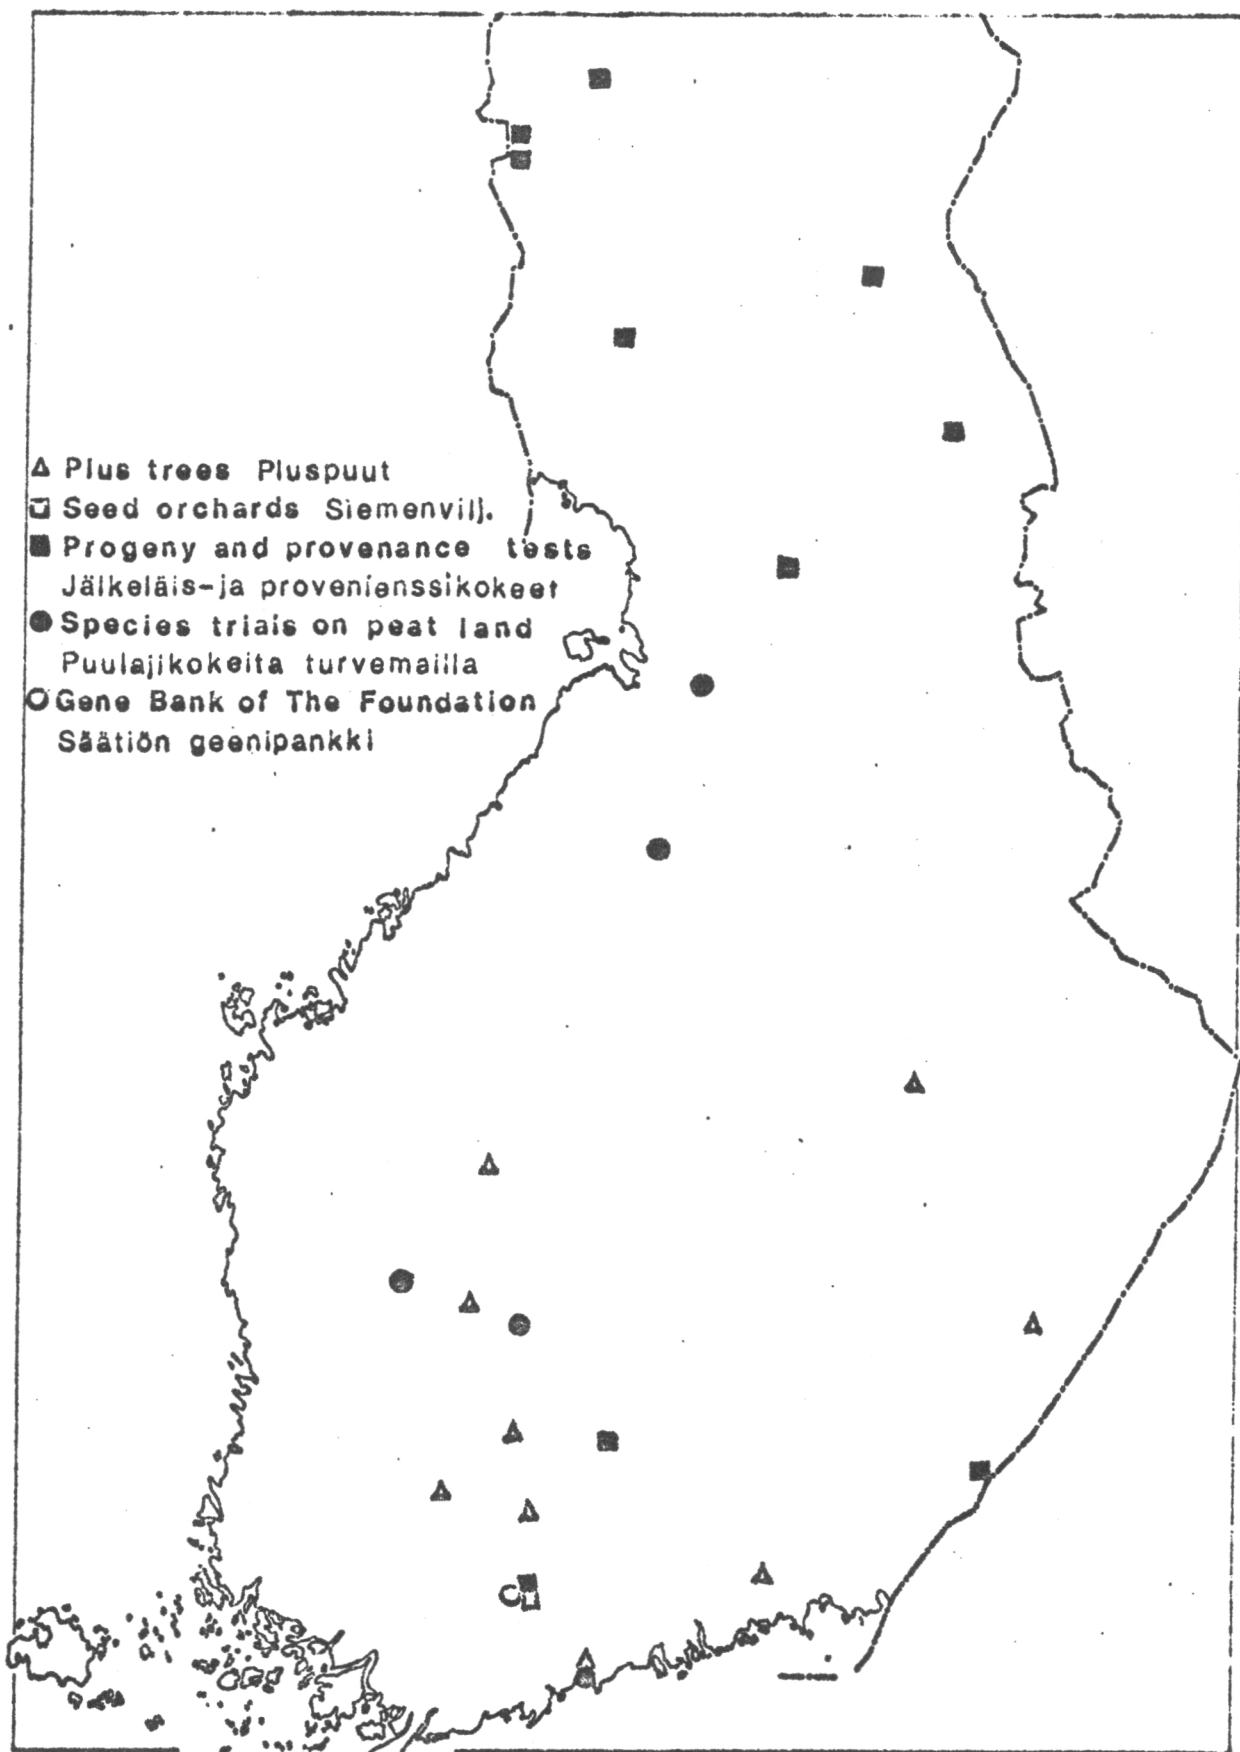 Plus trees Pluspuut
Seed orchards Siemenvilj.
Progeny and provenance tests
Jälkeläis-ja provenienssikokeet
Species trials on peat land
Puulajikokeita turvemailla
Gene Bank of The Foundation
Säätiön geenipankki